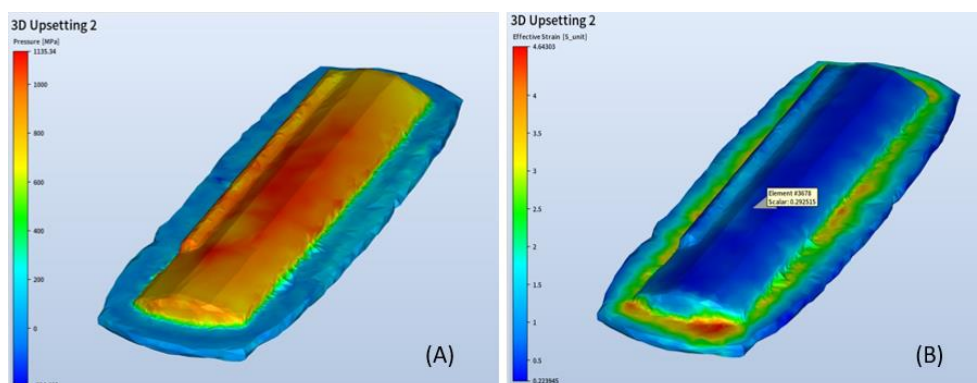 3D Upsetting 2
Pressure [MPa]
1135.34
1000
800
600
400
200
0
(A)
3D Upsetting 2
Effective Strain [S_unit]
4.64303
4
3.5
3
2.5
2
1.5
1
0.5
0.223945
Element #3678
Scalar: 0.292515
(B)